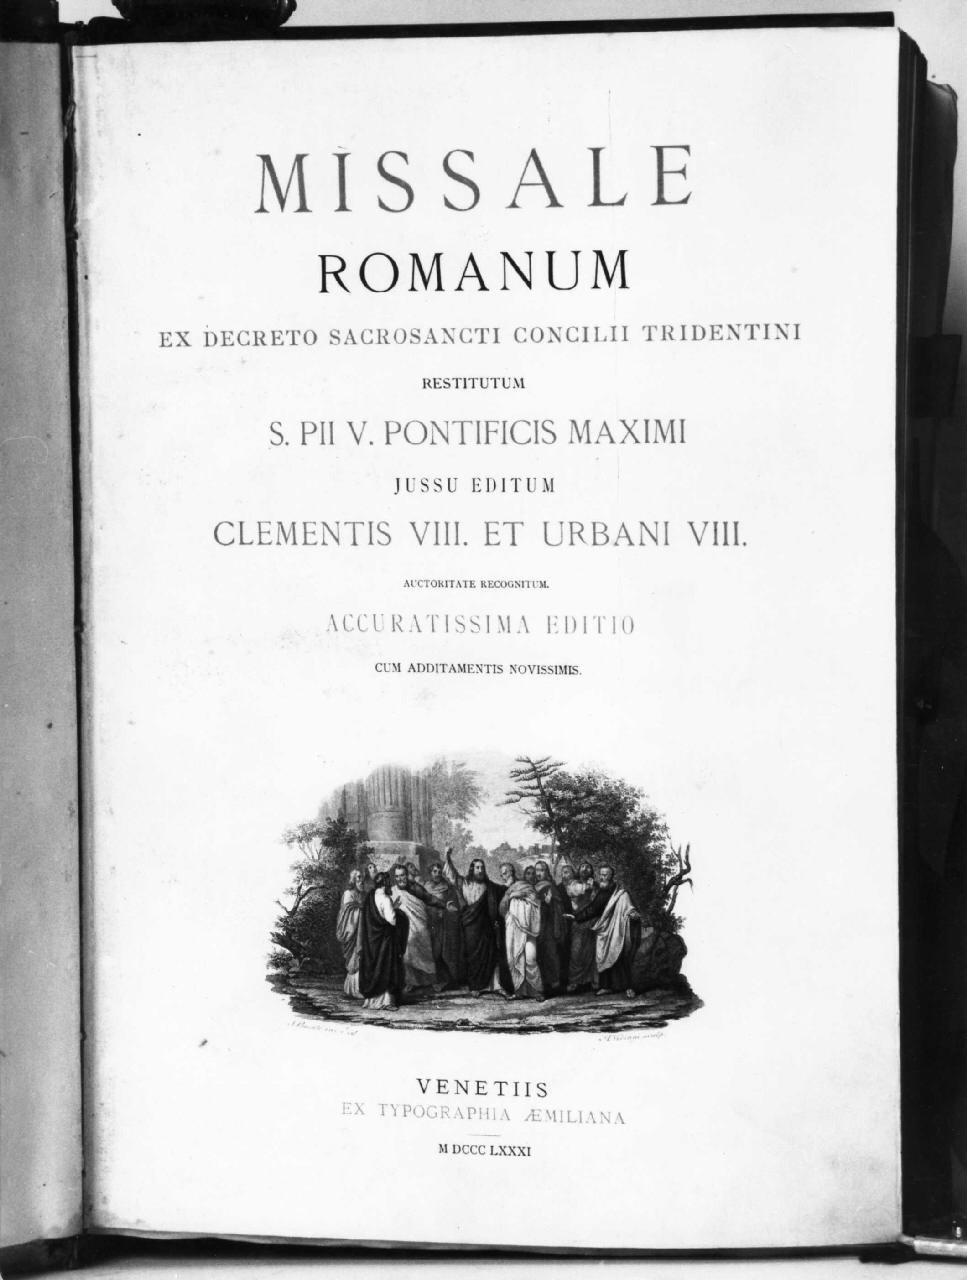 MISSALE
ROMANUM
EX DECRETO SACROSANCTI CONCILII TRIDENTINI
RESTITUTUM
S. PII V. PONTIFICIS MAXIMI
JUSSU EDITUM
CLEMENTIS VIII. ET URBANI VIII.
AUCTORITATE RECOGNITUM.
ACCURATISSIMA EDITIO
CUM ADDITAMENTIS NOVISSIMIS.
VENETIIS
EX TYPOGRAPHIA ÆMILIANA
M DCCC LXXXI